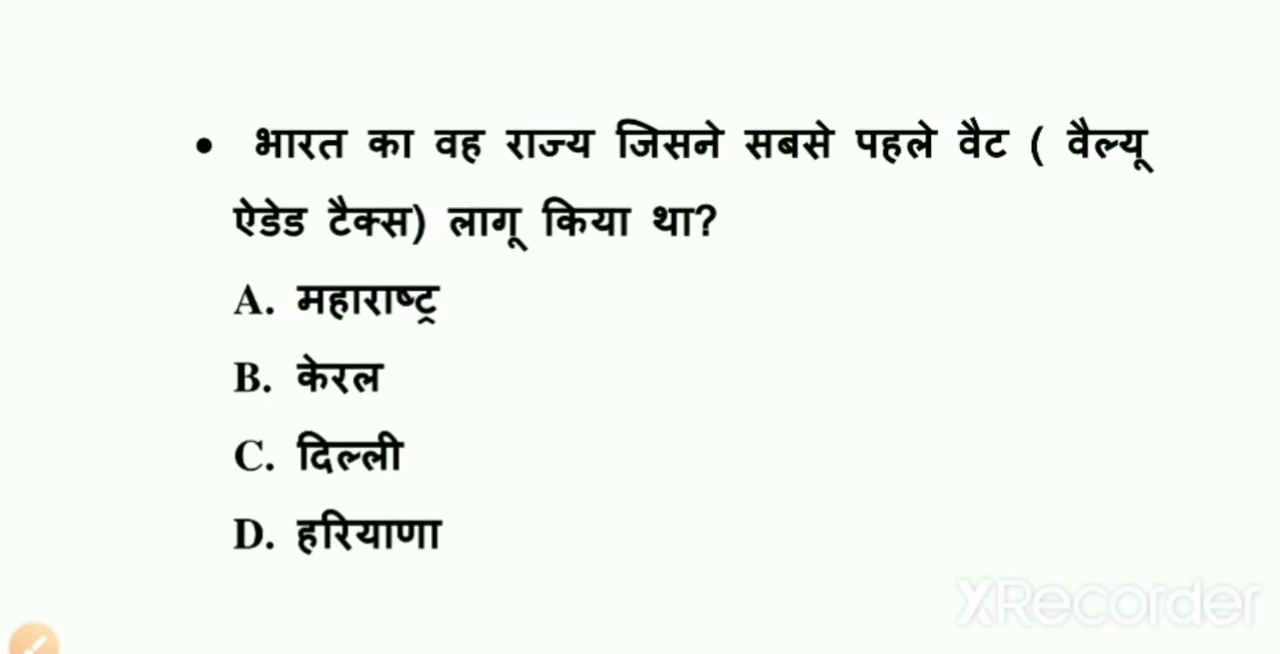 • भारत का वह राज्य जिसने सबसे पहले वैट ( वैल्यू
ऐडेड टैक्स) लागू किया था?
A. महाराष्ट्र
B. केरल
C. दिल्ली
D. हरियाणा
XRecorder